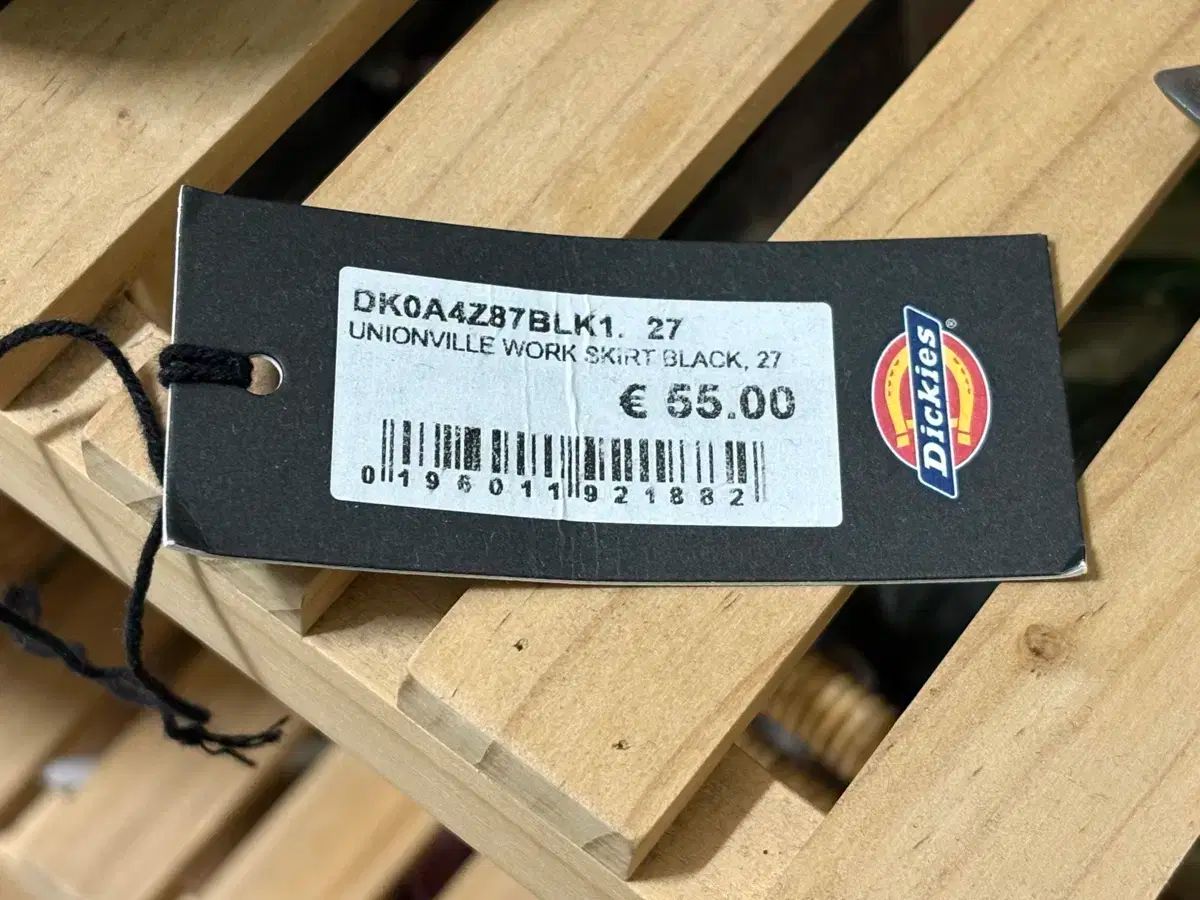 DK0A4Z87BLK1. 27
UNIONVILLE WORK SKIRT BLACK, 27
€ 55.00
0 196011 921882
Dickies®